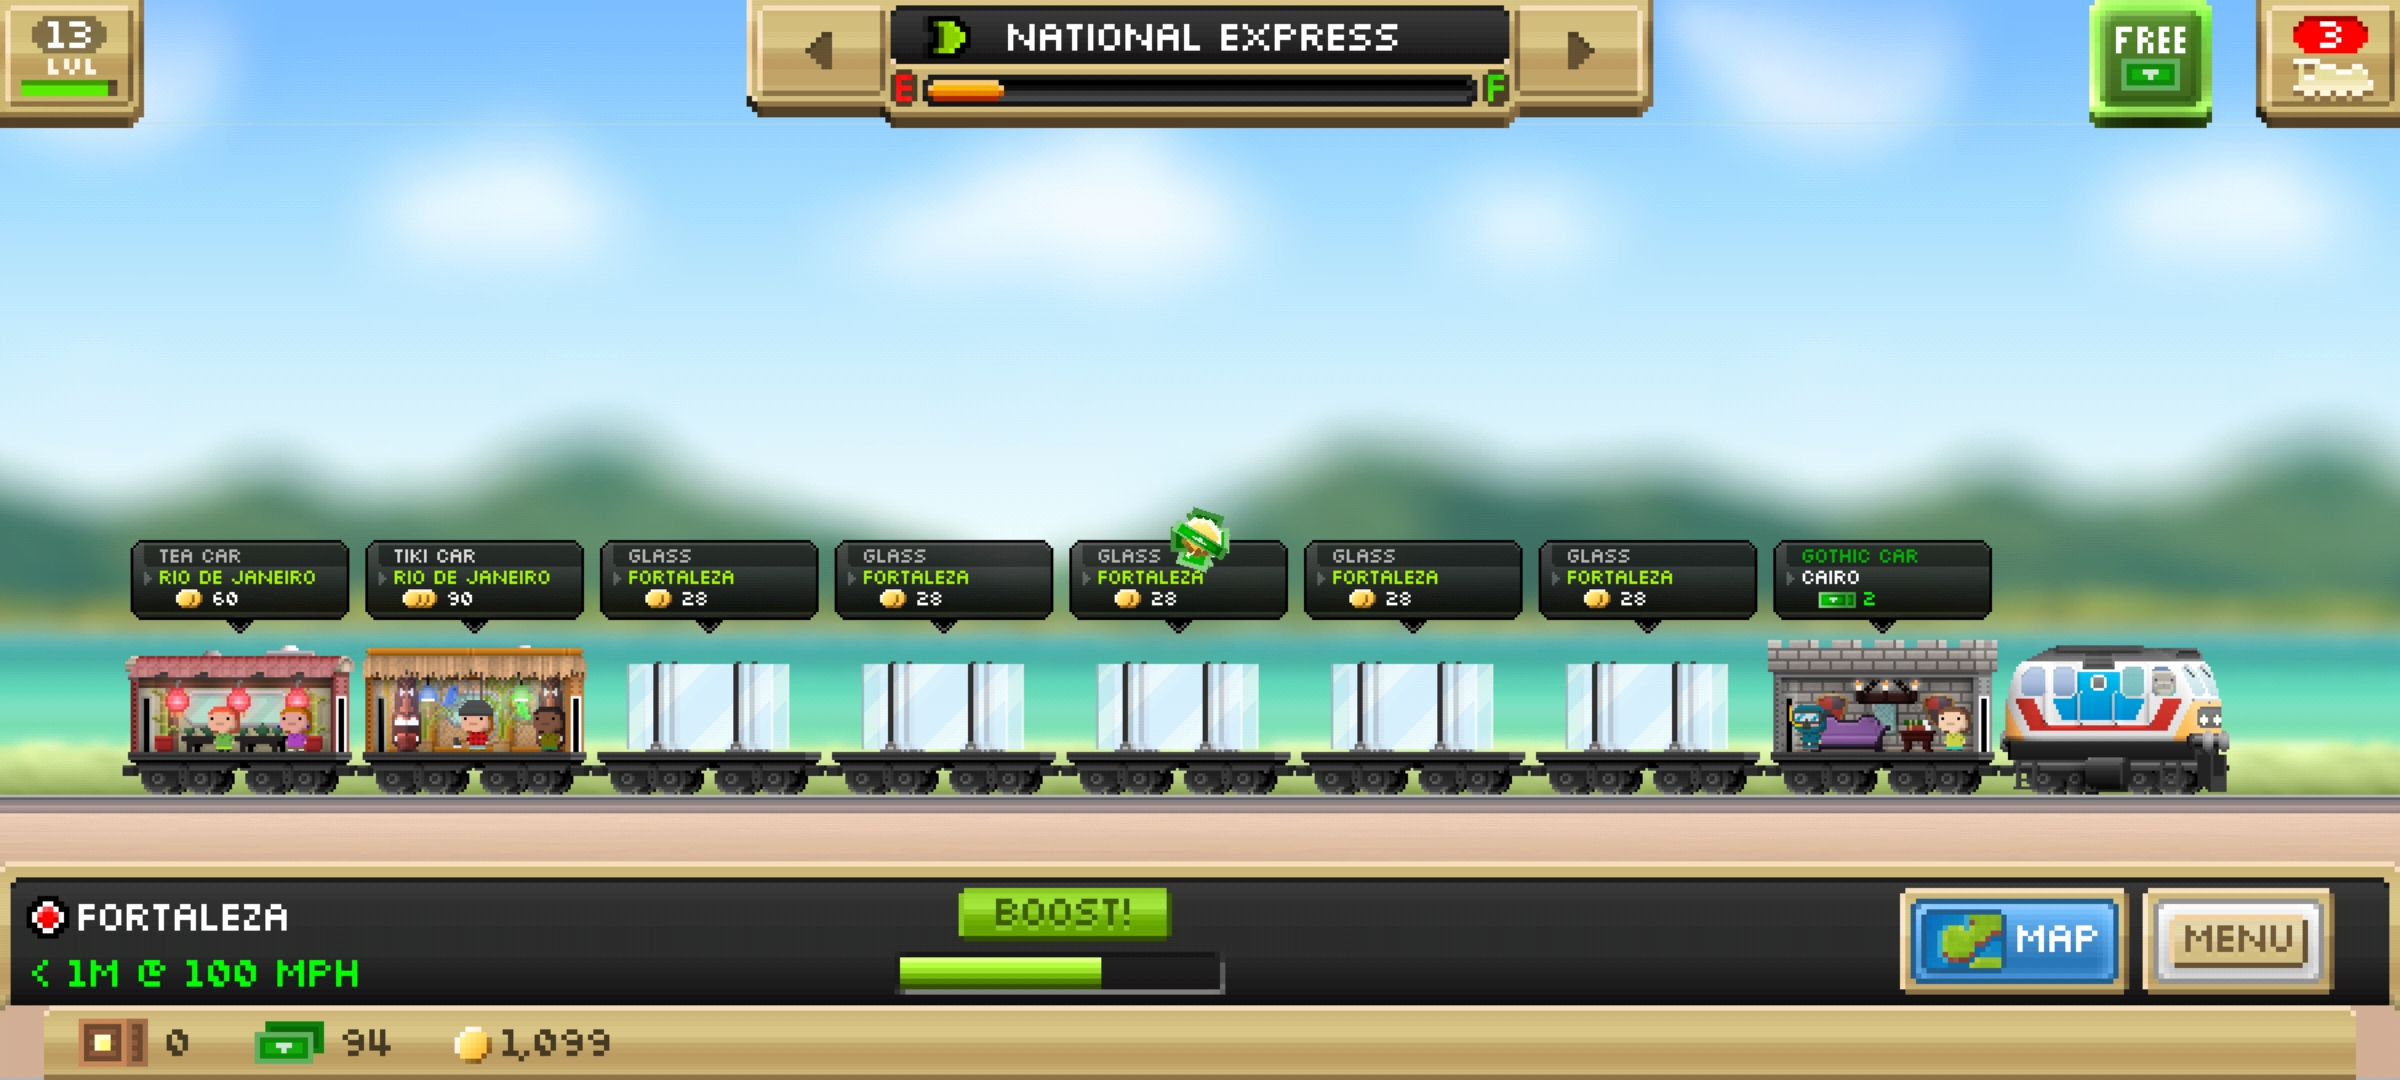 13
LVL
NATIONAL EXPRESS
E F
FREE
3
TEA CAR
RIO DE JANEIRO
60
TIKI CAR
RIO DE JANEIRO
90
GLASS
FORTALEZA
28
GLASS
FORTALEZA
28
GLASS
FORTALEZA
28
GLASS
FORTALEZA
28
GLASS
FORTALEZA
28
GOTHIC CAR
CAIRO
2
FORTALEZA
< 1M @ 100 MPH
BOOST!
MAP
MENU
0 94 1,099